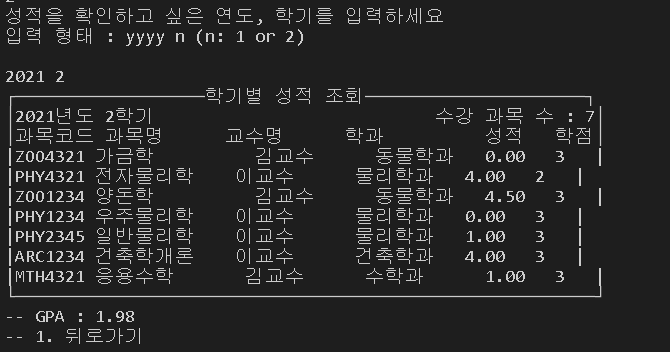 성적을 확인하고 싶은 연도, 학기를 입력하세요
입력 형태 : yyyy n (n: 1 or 2)
2021 2
학기별 성적 조회
2021년도 2학기 수강 과목 수 : 7
과목코드 과목명 교수명 학과 성적 학점
ZOO4321 가금학 김교수 동물학과 0.00 3
PHY4321 전자물리학 이교수 물리학과 4.00 2
ZOO1234 양돈학 김교수 동물학과 4.50 3
PHY1234 우주물리학 이교수 물리학과 0.00 3
PHY2345 일반물리학 이교수 물리학과 1.00 3
ARC1234 건축학개론 이교수 건축학과 4.00 3
MTH4321 응용수학 김교수 수학과 1.00 3
-- GPA : 1.98
-- 1. 뒤로가기